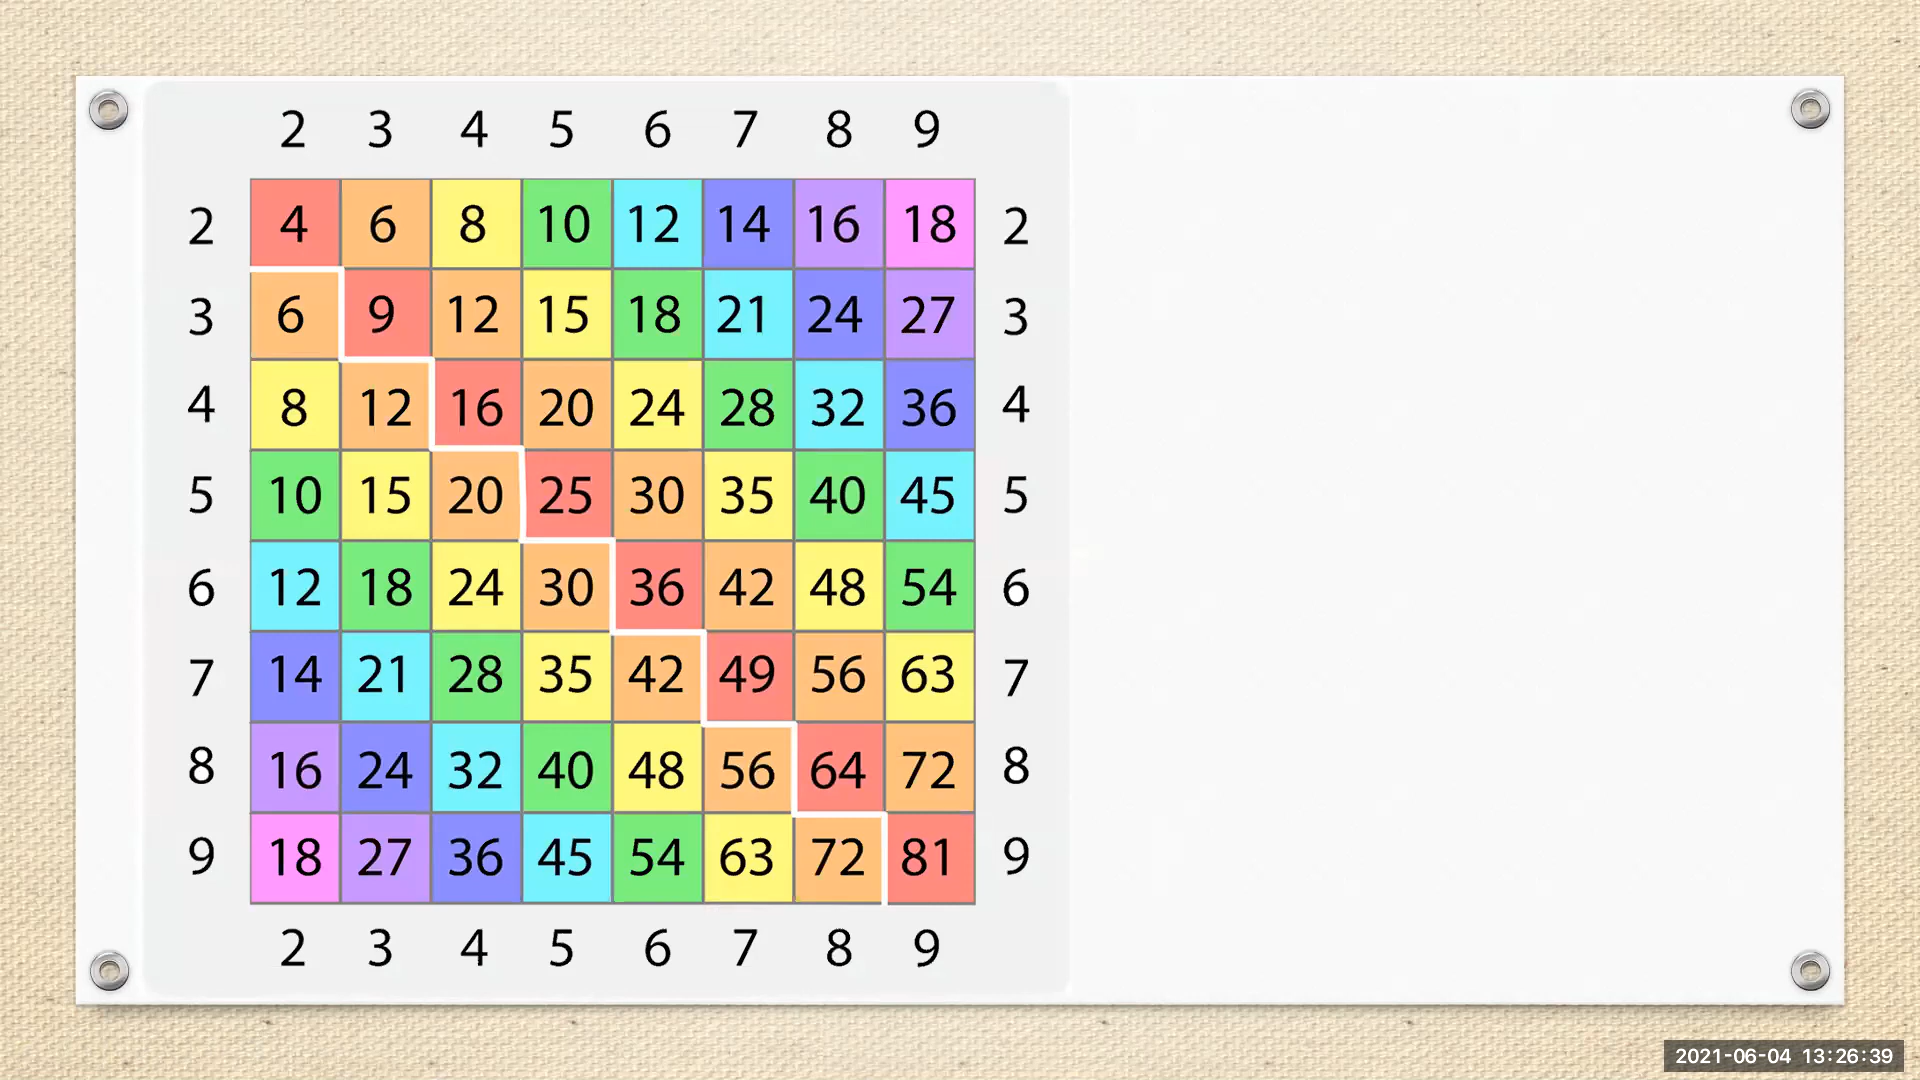 2 3 4 5 6 7 8 9
2 4 6 8 10 12 14 16 18 2
3 6 9 12 15 18 21 24 27 3
4 8 12 16 20 24 28 32 36 4
5 10 15 20 25 30 35 40 45 5
6 12 18 24 30 36 42 48 54 6
7 14 21 28 35 42 49 56 63 7
8 16 24 32 40 48 56 64 72 8
9 18 27 36 45 54 63 72 81 9
2 3 4 5 6 7 8 9
2021-06-04 13:26:39